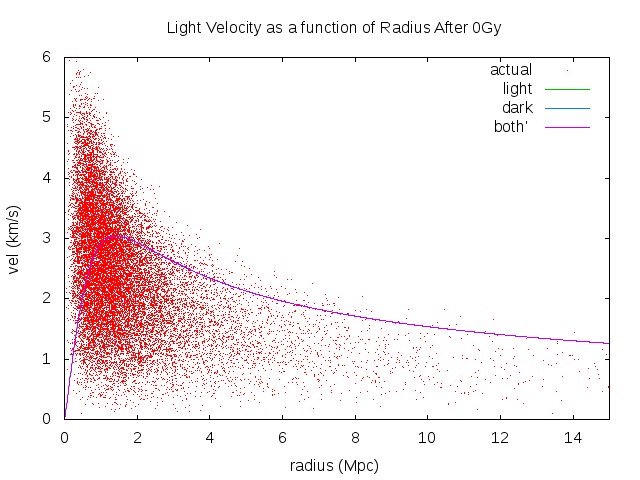 Light Velocity as a function of Radius After 0Gy
actual
light
dark
both'
vel (km/s)
6
5
4
3
2
1
0
0 2 4 6 8 10 12 14
radius (Mpc)